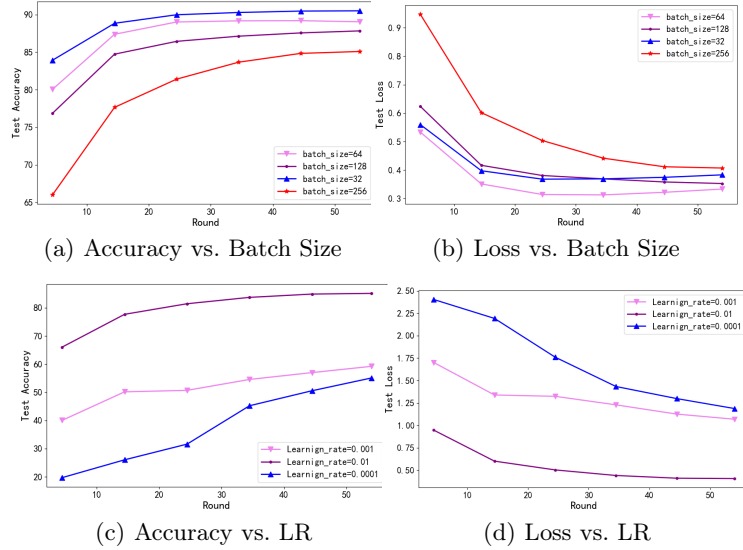 90
85
80
75
70
65
Test Accuracy
batch_size=64
batch_size=128
batch_size=32
batch_size=256
10 20 30 40 50
Round
(a) Accuracy vs. Batch Size
0.9
0.8
0.7
0.6
0.5
0.4
0.3
Test Loss
batch_size=64
batch_size=128
batch_size=32
batch_size=256
10 20 30 40 50
Round
(b) Loss vs. Batch Size
80
70
60
50
40
30
20
Test Accuracy
Learnign_rate=0.001
Learnign_rate=0.01
Learnign_rate=0.0001
10 20 30 40 50
Round
(c) Accuracy vs. LR
2.50
2.25
2.00
1.75
1.50
1.25
1.00
0.75
0.50
Test Loss
Learnign_rate=0.001
Learnign_rate=0.01
Learnign_rate=0.0001
10 20 30 40 50
Round
(d) Loss vs. LR